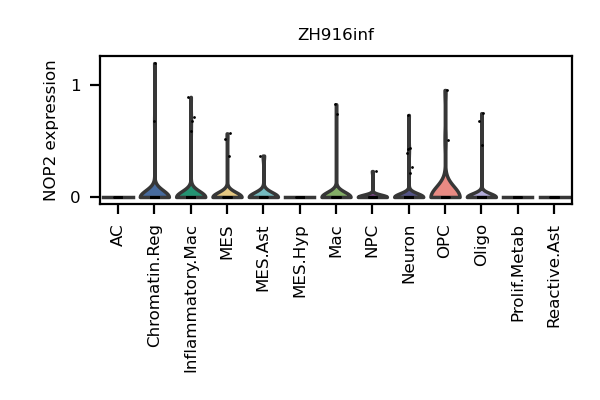 ZH916inf
NOP2 expression
1
0
AC
Chromatin.Reg
Inflammatory.Mac
MES
MES.Ast
MES.Hyp
Mac
NPC
Neuron
OPC
Oligo
Prolif.Metab
Reactive.Ast